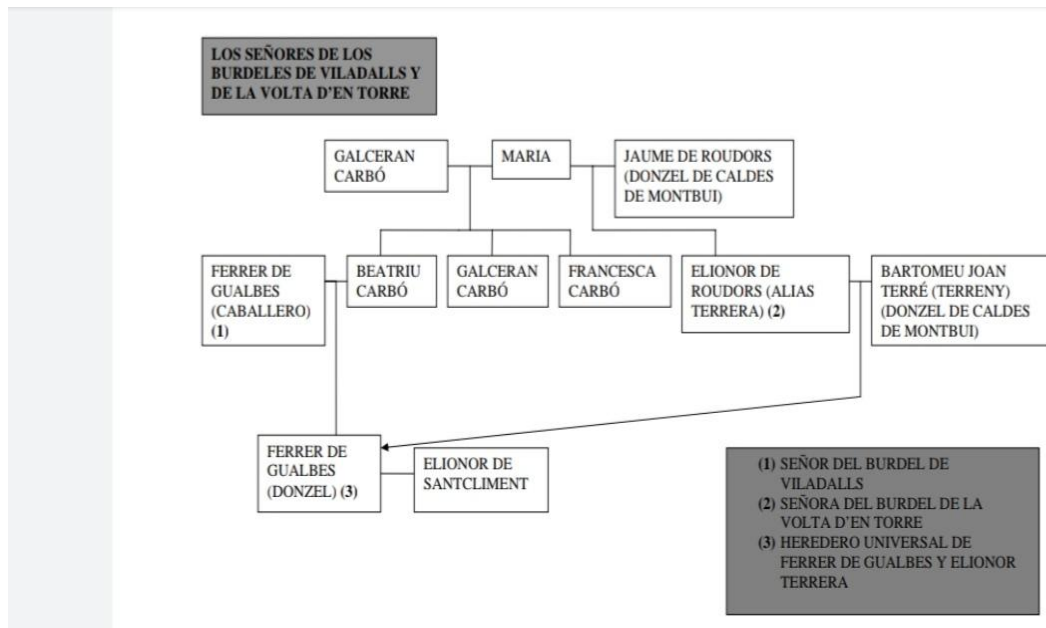 LOS SEÑORES DE LOS
BURDELES DE VILADALLS Y
DE LA VOLTA D'EN TORRE
GALCERAN
CARBÓ
MARIA
JAUME DE ROUDORS
(DONZEL DE CALDES
DE MONTBUI)
FERRER DE
GUALBES
(CABALLERO)
(1)
BEATRIU
CARBÓ
GALCERAN
CARBÓ
FRANCESCA
CARBÓ
ELIONOR DE
ROUDORS (ALIAS
TERRERA) (2)
BARTOMEU JOAN
TERRÉ (TERRENY)
(DONZEL DE CALDES
DE MONTBUI)
FERRER DE
GUALBES
(DONZEL) (3)
ELIONOR DE
SANTCLIMENT
(1) SEÑOR DEL BURDEL DE
VILADALLS
(2) SEÑORA DEL BURDEL DE LA
VOLTA D'EN TORRE
(3) HEREDERO UNIVERSAL DE
FERRER DE GUALBES Y ELIONOR
TERRERA